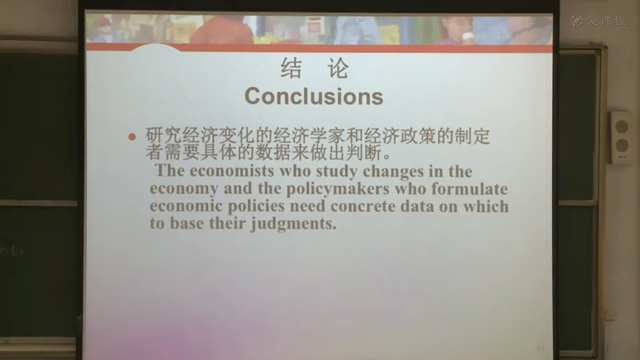 结 论
Conclusions
研究经济变化的经济学家和经济政策的制定
者需要具体的数据来做出判断。
The economists who study changes in the
economy and the policymakers who formulate
economic policies need concrete data on which
to base their judgments.